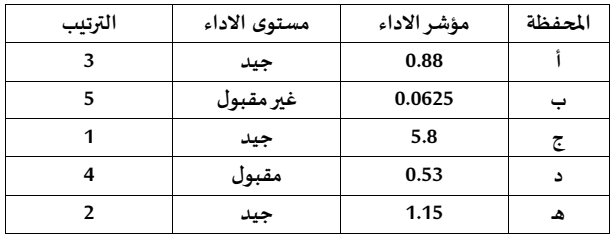 المحفظة مؤشر الاداء مستوى الاداء الترتيب
أ 0.88 جيد 3
ب 0.0625 غير مقبول 5
ج 5.8 جيد 1
د 0.53 مقبول 4
هـ 1.15 جيد 2